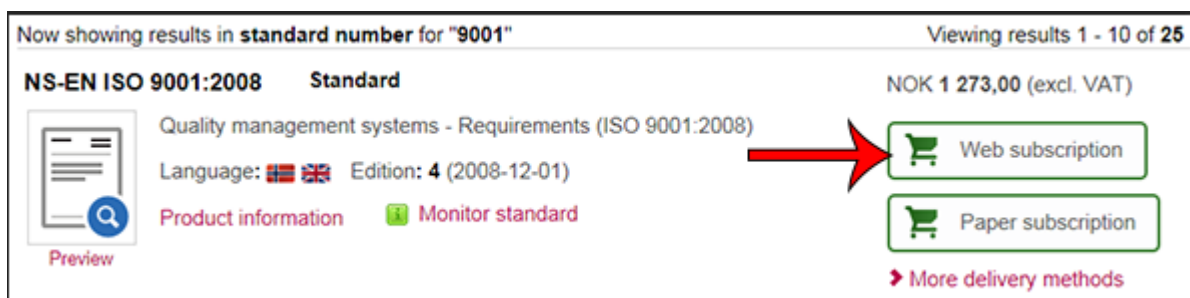 Now showing results in standard number for "9001"
Viewing results 1 - 10 of 25
NS-EN ISO 9001:2008 Standard
NOK 1 273,00 (excl. VAT)
Quality management systems - Requirements (ISO 9001:2008)
Web subscription
Language: Edition: 4 (2008-12-01)
Product information
Monitor standard
Paper subscription
Preview
More delivery methods